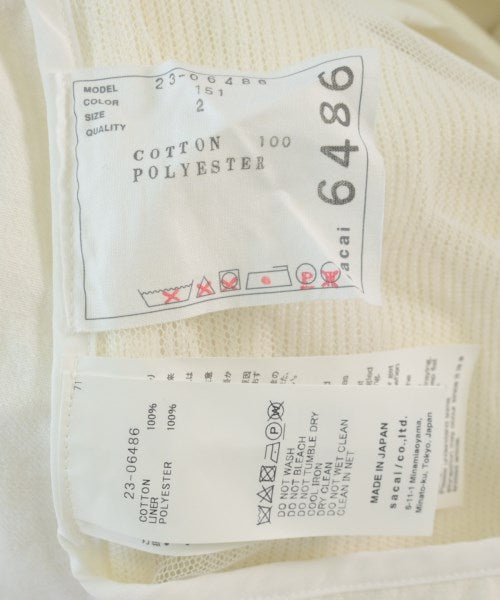 MODEL 23-06486
COLOR 151
SIZE 2
QUALITY
COTTON 100
POLYESTER
sacai 6486
71
23-06486
COTTON 100%
LINER
POLYESTER 100%
DO NOT WASH
DO NOT BLEACH
DO NOT TUMBLE DRY
COOL IRON
DRY CLEAN
DO NOT WET CLEAN
CLEAN IN NET
MADE IN JAPAN
sacai/co.,ltd.
5-11-1 Minamiaoyama,
Minato-ku, Tokyo, Japan